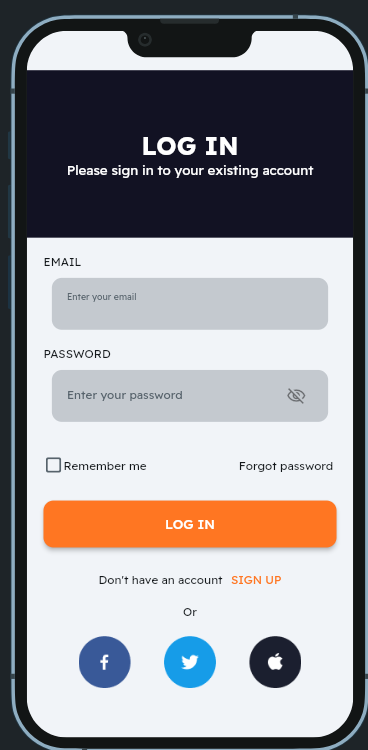 LOG IN
Please sign in to your existing account
EMAIL
Enter your email
PASSWORD
Enter your password
Remember me Forgot password
LOG IN
Don't have an account SIGN UP
Or